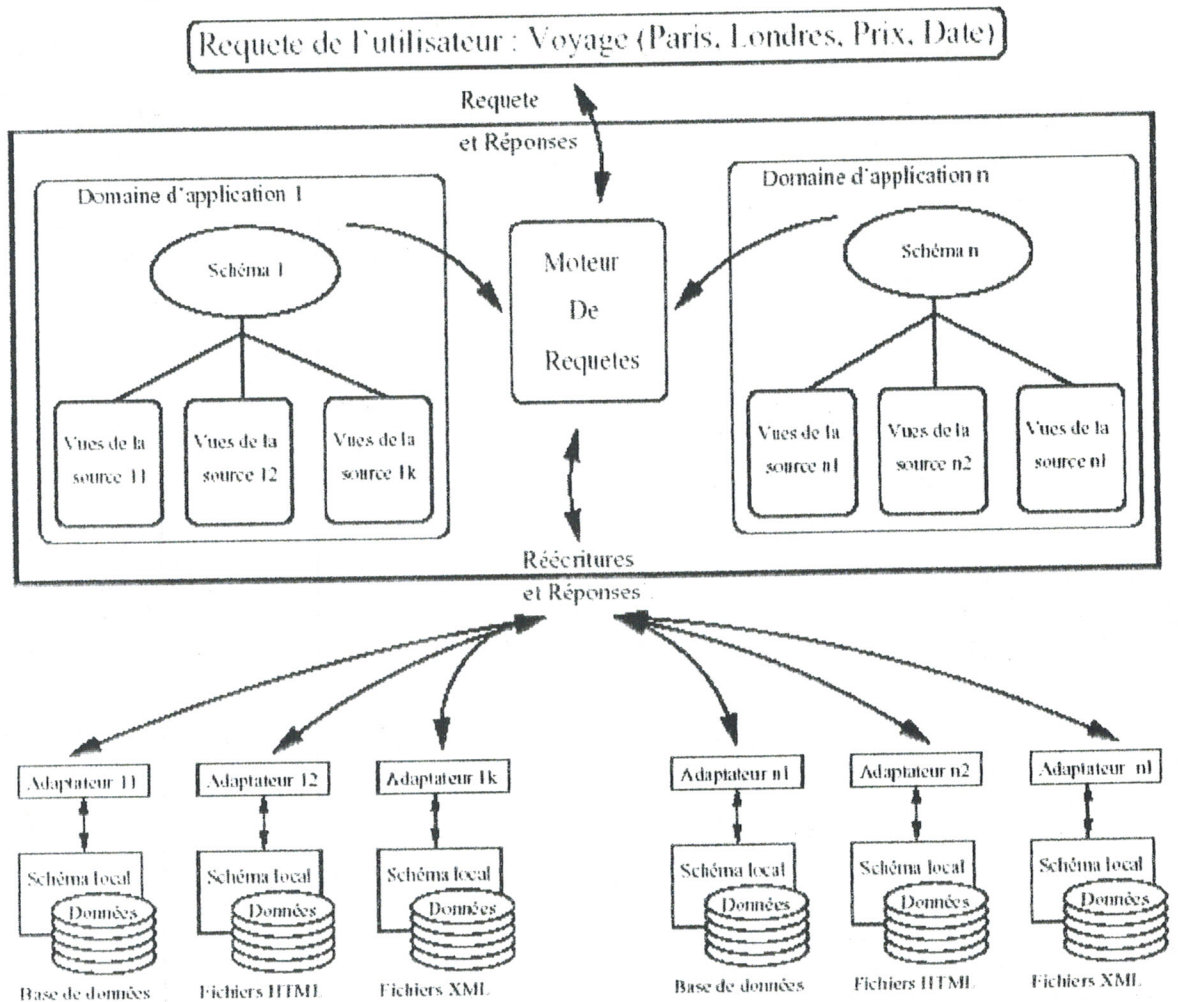 Requete de l'utilisateur : Voyage (Paris, Londres, Prix, Date)
Requete
et Réponses
Domaine d'application 1
Schéma 1
Vues de la
source 11
Vues de la
source 12
Vues de la
source 1k
Moteur
De
Requetes
Domaine d'application n
Schéma n
Vues de la
source n1
Vues de la
source n2
Vues de la
source nl
Réécritures
et Réponses
Adaptateur 11
Adaptateur 12
Adaptateur 1k
Adaptateur n1
Adaptateur n2
Adaptateur nl
Schéma local
Données
Schéma local
Données
Schéma local
Données
Schéma local
Données
Schéma local
Données
Schéma local
Données
Base de données
Fichiers HTML
Fichiers XML
Base de données
Fichiers HTML
Fichiers XML